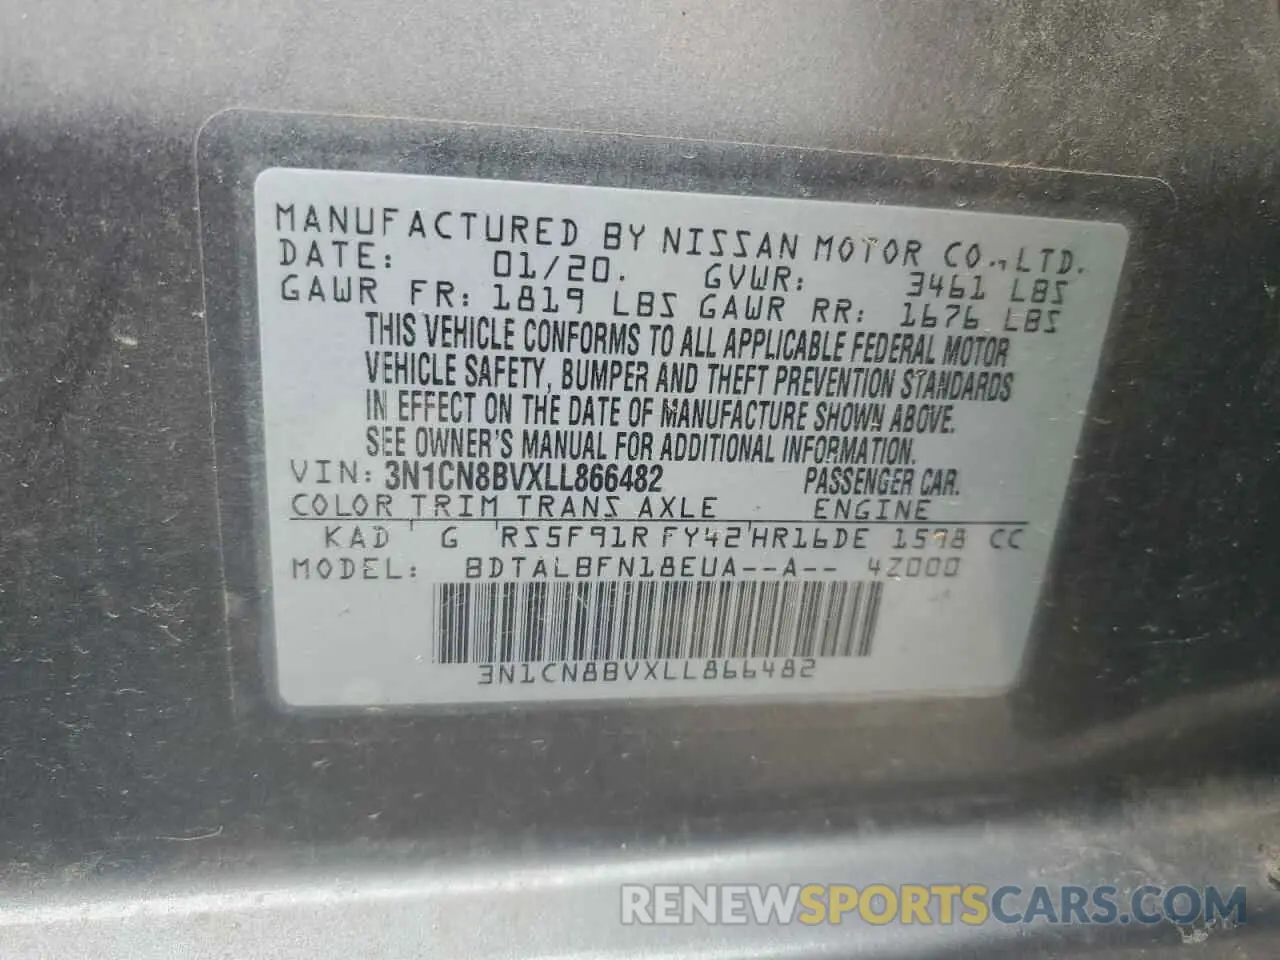 MANUFACTURED BY NISSAN MOTOR CO., LTD.
DATE: 01/20. GVWR: 3461 LBS
GAWR FR: 1819 LBS GAWR RR: 1676 LBS
THIS VEHICLE CONFORMS TO ALL APPLICABLE FEDERAL MOTOR
VEHICLE SAFETY, BUMPER AND THEFT PREVENTION STANDARDS
IN EFFECT ON THE DATE OF MANUFACTURE SHOWN ABOVE.
SEE OWNER'S MANUAL FOR ADDITIONAL INFORMATION.
VIN: 3N1CN8BVXLL866482 PASSENGER CAR.
COLOR TRIM TRANS AXLE ENGINE
KAD G RS5F91R FY42 HR16DE 1598 CC
MODEL: BDTALBFN18EUA--A-- 4Z000
3N1CN8BVXLL866482
RENEWSPORTSCARS.COM